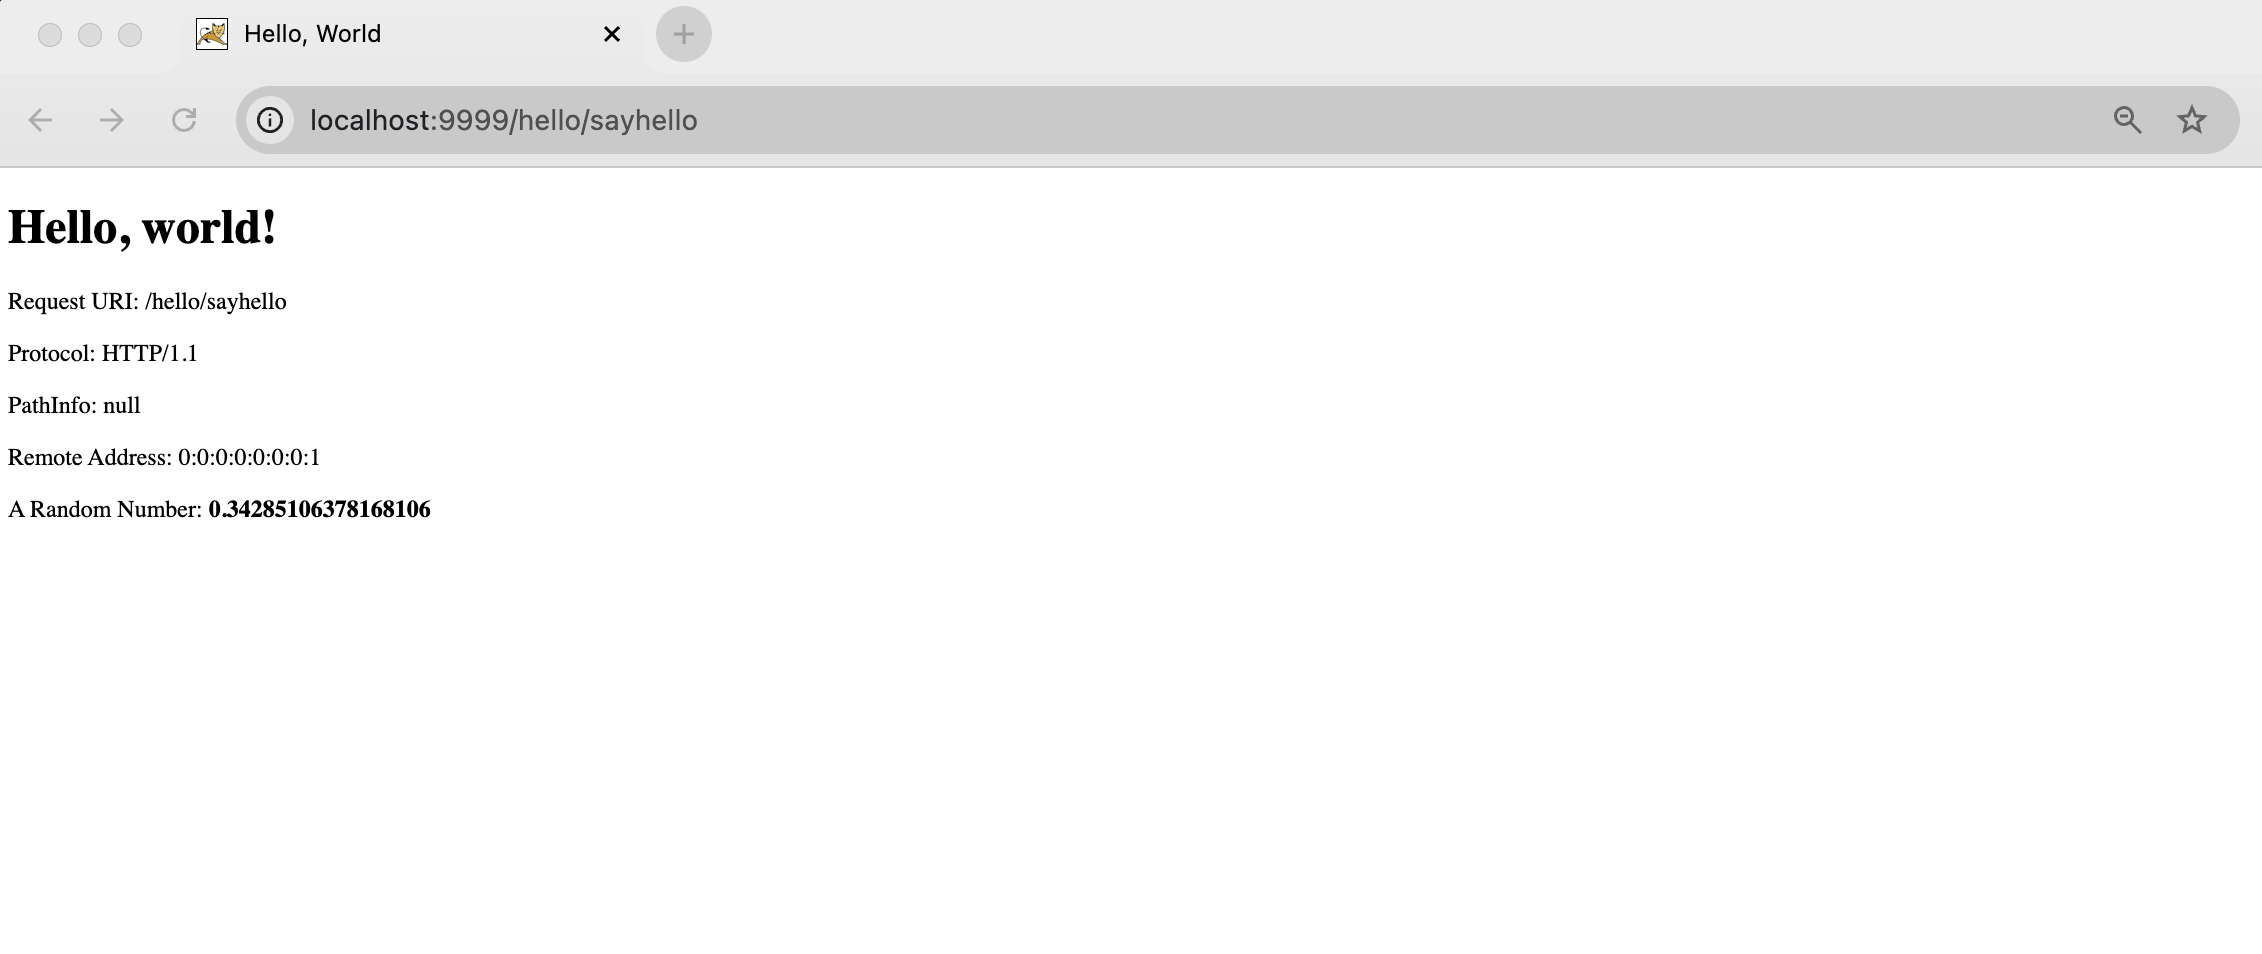 Hello, World
localhost:9999/hello/sayhello
Hello, world!
Request URI: /hello/sayhello
Protocol: HTTP/1.1
PathInfo: null
Remote Address: 0:0:0:0:0:0:0:1
A Random Number: 0.34285106378168106